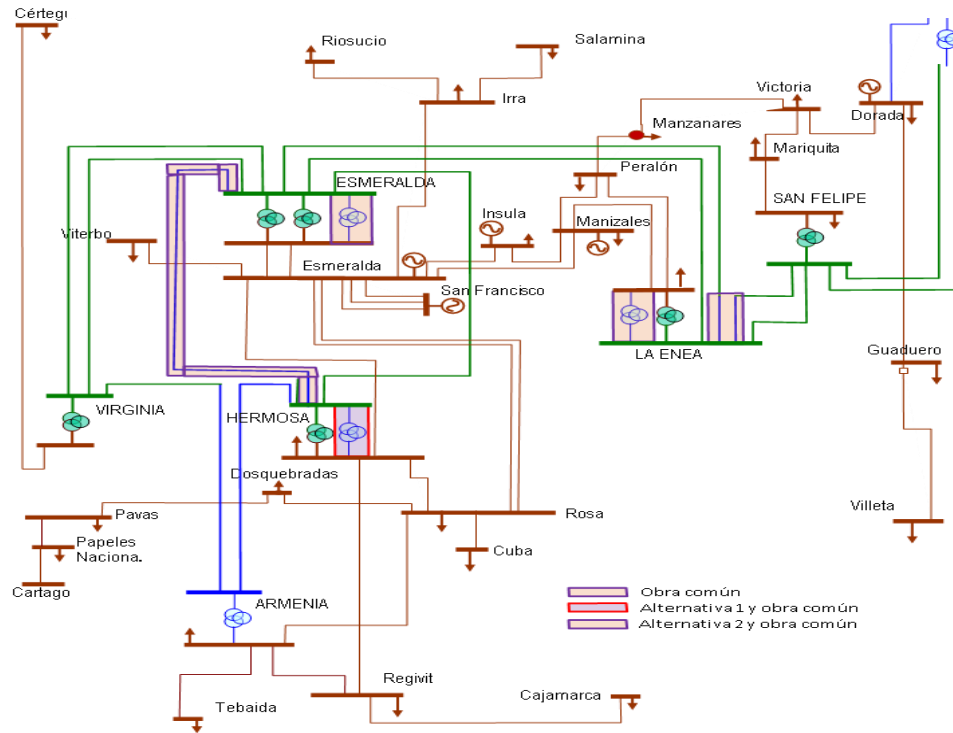 Cértegi
Riosucio
Salamina
Irra
Victoria
Manzanares
Dorada
Mariquita
Peralón
ESMERALDA
SAN FELIPE
Insula
Manizales
Viterbo
Esmeralda
San Francisco
LA ENEA
Guaduero
VIRGINIA
HERMOSA
Dosquebradas
Villeta
Pavas
Rosa
Papeles
Naciona.
Cuba
Cartago
Obra común
ARMENIA
Alternativa 1 y obra común
Alternativa 2 y obra común
Regivit
Cajamarca
Tebaida